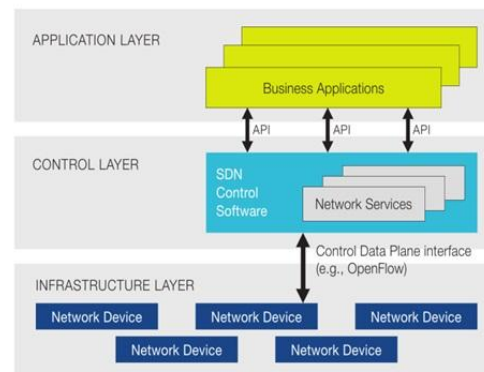 APPLICATION LAYER
Business Applications
API
API
API
CONTROL LAYER
SDN
Control
Software
Network Services
Control Data Plane interface
(e.g., OpenFlow)
INFRASTRUCTURE LAYER
Network Device
Network Device
Network Device
Network Device
Network Device